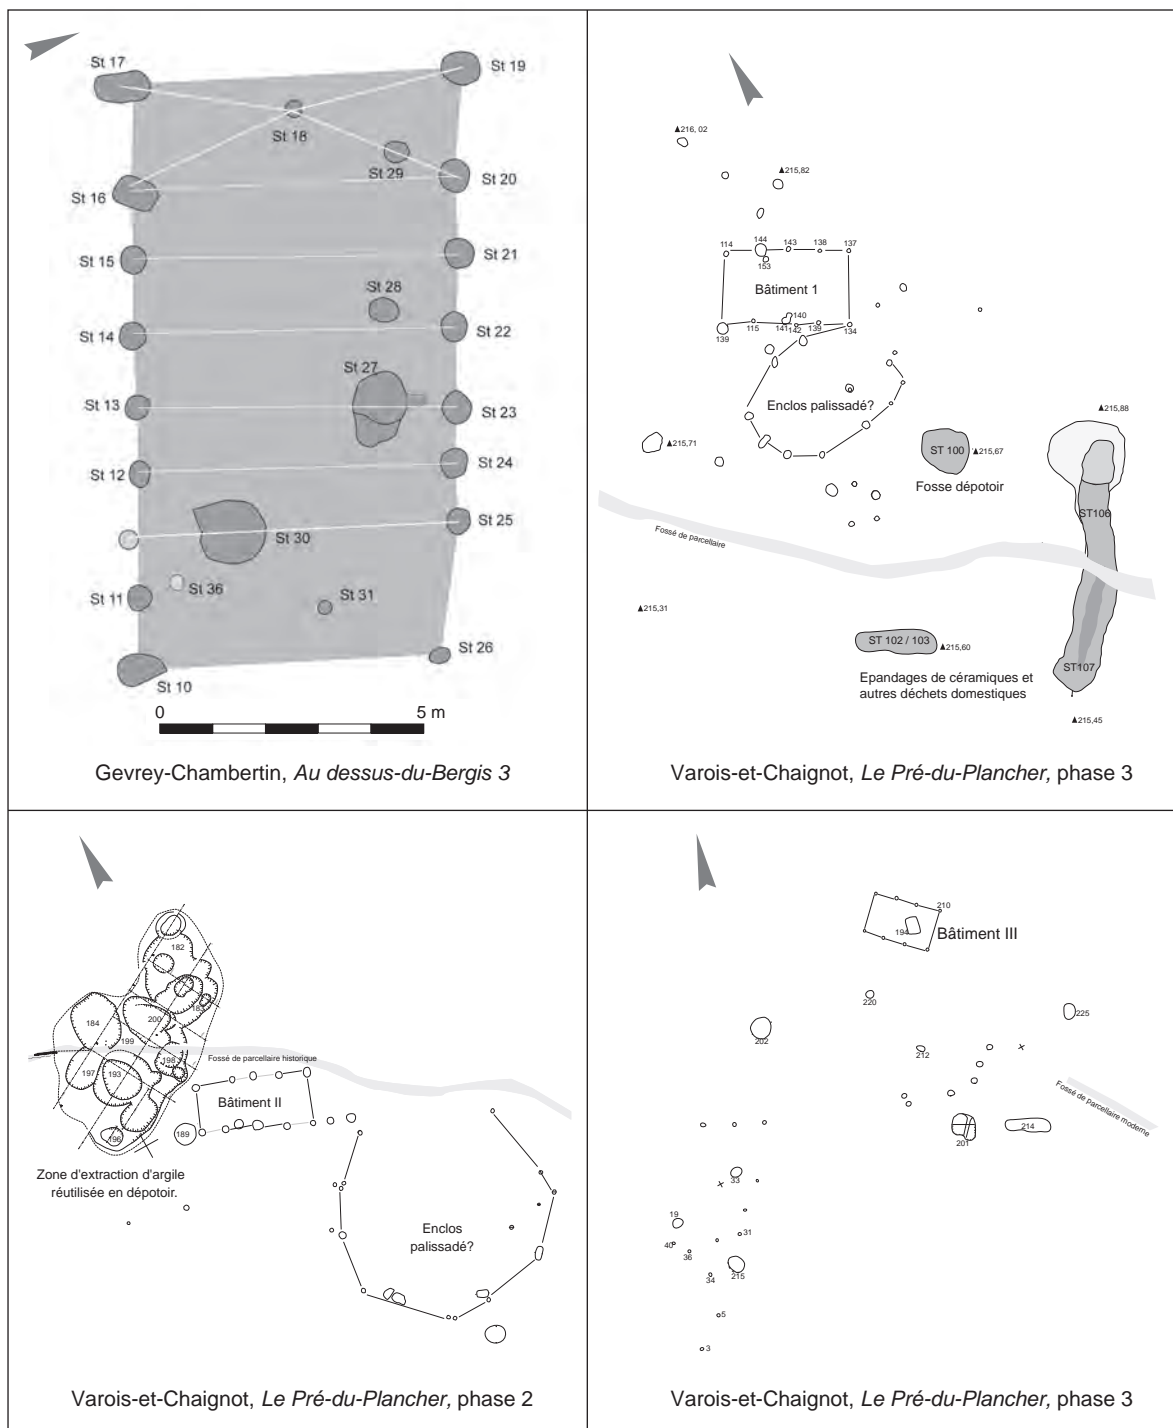 St 17
St 19
St 18
St 29
St 20
St 16
St 15
St 21
St 28
St 14
St 22
St 27
St 13
St 23
St 12
St 24
St 25
St 30
St 36
St 11
St 31
St 26
St 10
0 5 m
Gevrey-Chambertin, Au dessus-du-Bergis 3
▲216, 02
▲215,82
114 144 143 138 137
153
Bâtiment 1
140
139 115 141 142 139 134
Enclos palissadé?
▲215,88
▲215,71
ST 100 ▲215,67
Fosse dépotoir
ST106
Fossé de parcellaire
▲215,31
ST 102 / 103 ▲215,60
ST107
Epandages de céramiques et
autres déchets domestiques
▲215,45
Varois-et-Chaignot, Le Pré-du-Plancher, phase 3
182
183
200
184
199
198
197 193
196
Fossé de parcellaire historique
Bâtiment II
189
Zone d'extraction d'argile
réutilisée en dépotoir.
Enclos
palissadé?
Varois-et-Chaignot, Le Pré-du-Plancher, phase 2
210
194 Bâtiment III
220
225
202
212
Fossé de parcellaire moderne
201
214
33
19
31
40
36
34 215
5
3
Varois-et-Chaignot, Le Pré-du-Plancher, phase 3